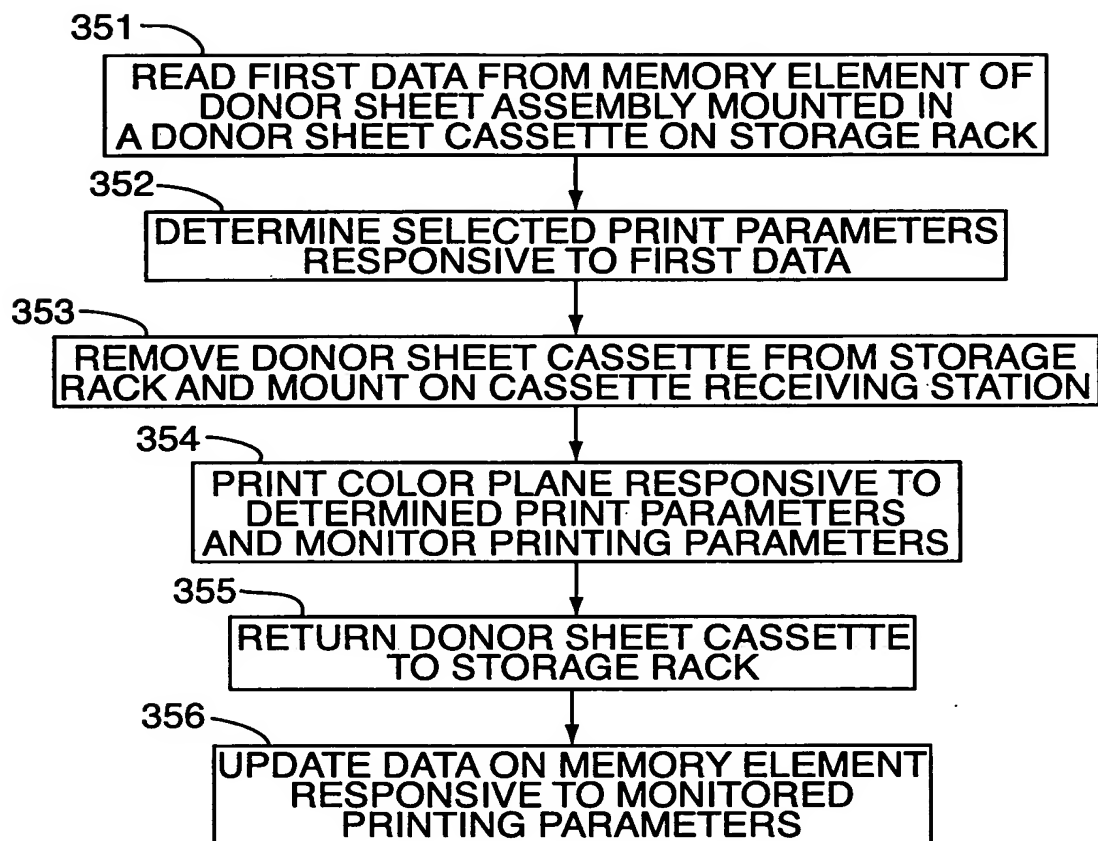 351
READ FIRST DATA FROM MEMORY ELEMENT OF
DONOR SHEET ASSEMBLY MOUNTED IN
A DONOR SHEET CASSETTE ON STORAGE RACK
352
DETERMINE SELECTED PRINT PARAMETERS
RESPONSIVE TO FIRST DATA
353
REMOVE DONOR SHEET CASSETTE FROM STORAGE
RACK AND MOUNT ON CASSETTE RECEIVING STATION
354
PRINT COLOR PLANE RESPONSIVE TO
DETERMINED PRINT PARAMETERS
AND MONITOR PRINTING PARAMETERS
355
RETURN DONOR SHEET CASSETTE
TO STORAGE RACK
356
UPDATE DATA ON MEMORY ELEMENT
RESPONSIVE TO MONITORED
PRINTING PARAMETERS